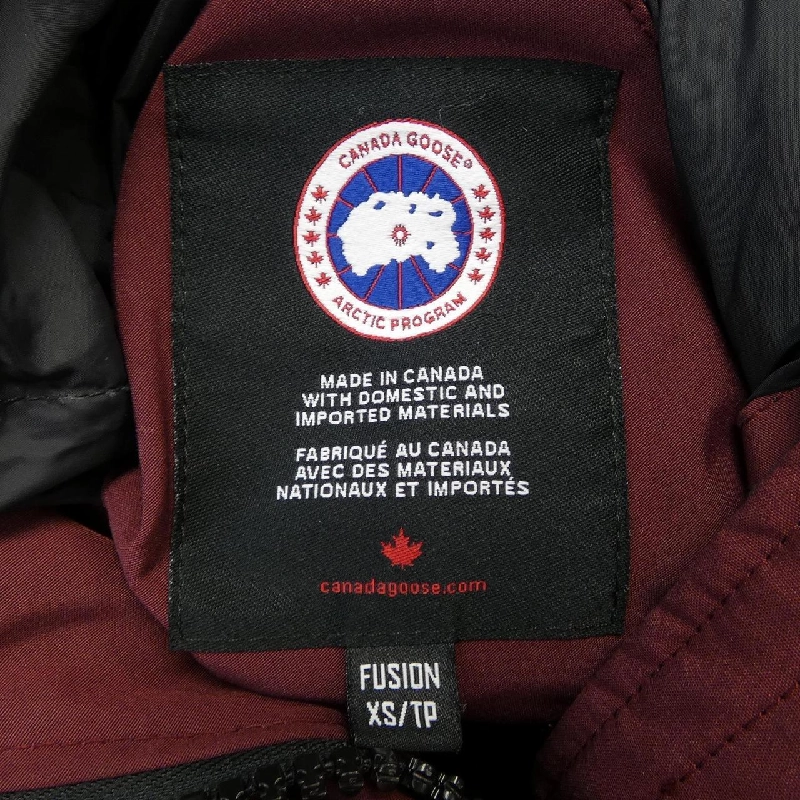 CANADA GOOSE®
ARCTIC PROGRAM
MADE IN CANADA
WITH DOMESTIC AND
IMPORTED MATERIALS
FABRIQUÉ AU CANADA
AVEC DES MATERIAUX
NATIONAUX ET IMPORTÉS
canadagoose.com
FUSION
XS/TP